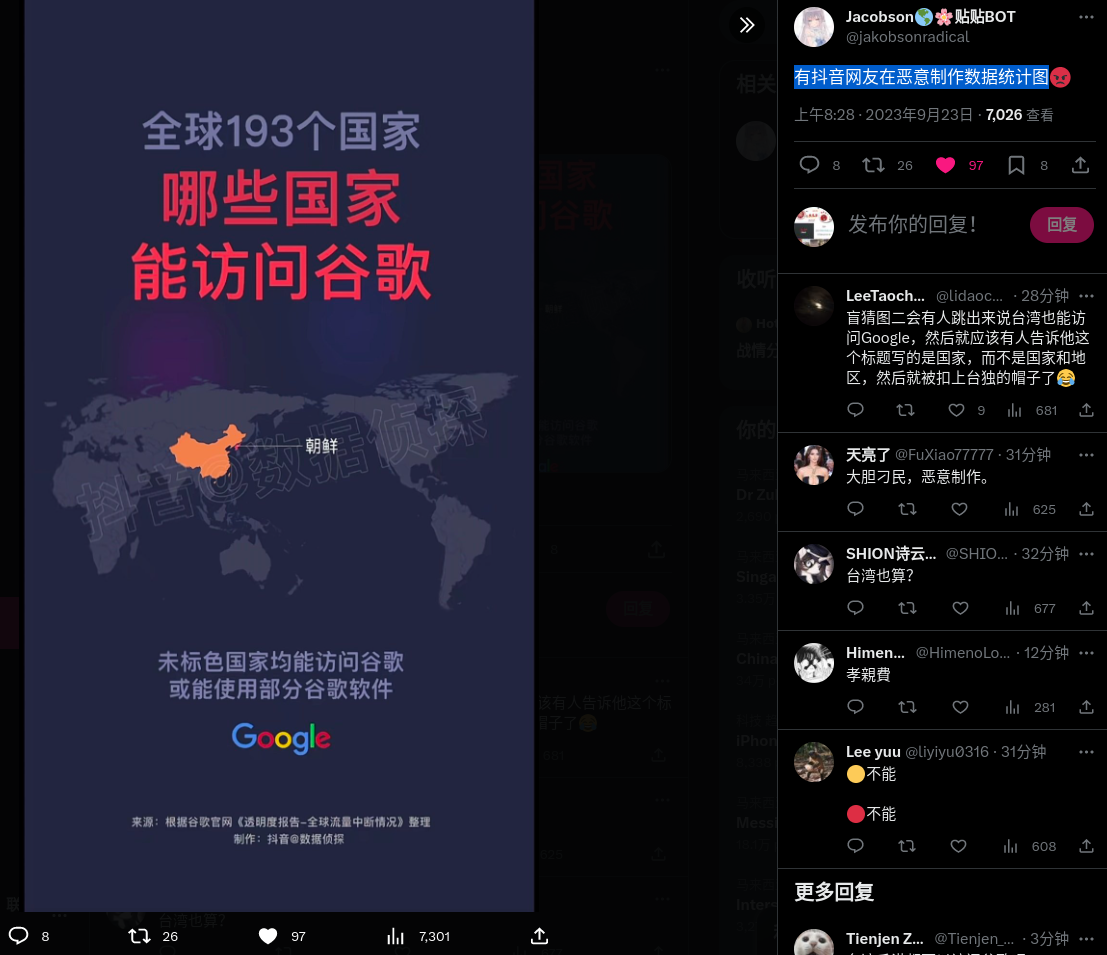 全球193个国家
哪些国家
能访问谷歌
朝鲜
抖音@数据侦探
未标色国家均能访问谷歌
或能使用部分谷歌软件
Google
来源：根据谷歌官网《透明度报告-全球流量中断情况》整理
制作：抖音@数据侦探
8
26
97
7,301
Jacobson🌎🌸贴贴BOT
@jakobsonradical
有抖音网友在恶意制作数据统计图😡
上午8:28 · 2023年9月23日 · 7,026 查看
8 26 97 8
发布你的回复！ 回复
LeeTaoch... @lidaoc... · 28分钟
盲猜图二会有人跳出来说台湾也能访
问Google，然后就应该有人告诉他这
个标题写的是国家，而不是国家和地
区，然后就被扣上台独的帽子了😂
9 681
天亮了 @FuXiao77777 · 31分钟
大胆刁民，恶意制作。
625
SHION诗云... @SHIO... · 32分钟
台湾也算？
677
Himen... @HimenoLo... · 12分钟
孝親費
281
Lee yuu @liyiyu0316 · 31分钟
🟡不能
🔴不能
608
更多回复
Tienjen Z... @Tienjen_... · 3分钟